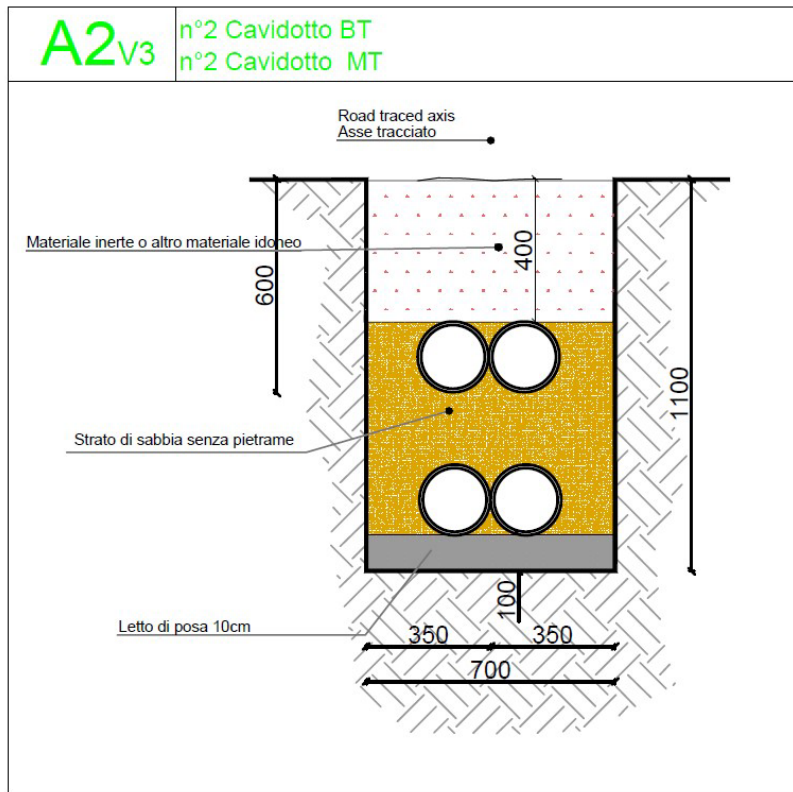 A2V3
n°2 Cavidotto BT
n°2 Cavidotto MT
Road traced axis
Asse tracciato
Materiale inerte o altro materiale idoneo
400
600
1100
Strato di sabbia senza pietrame
100
Letto di posa 10cm
350
350
700